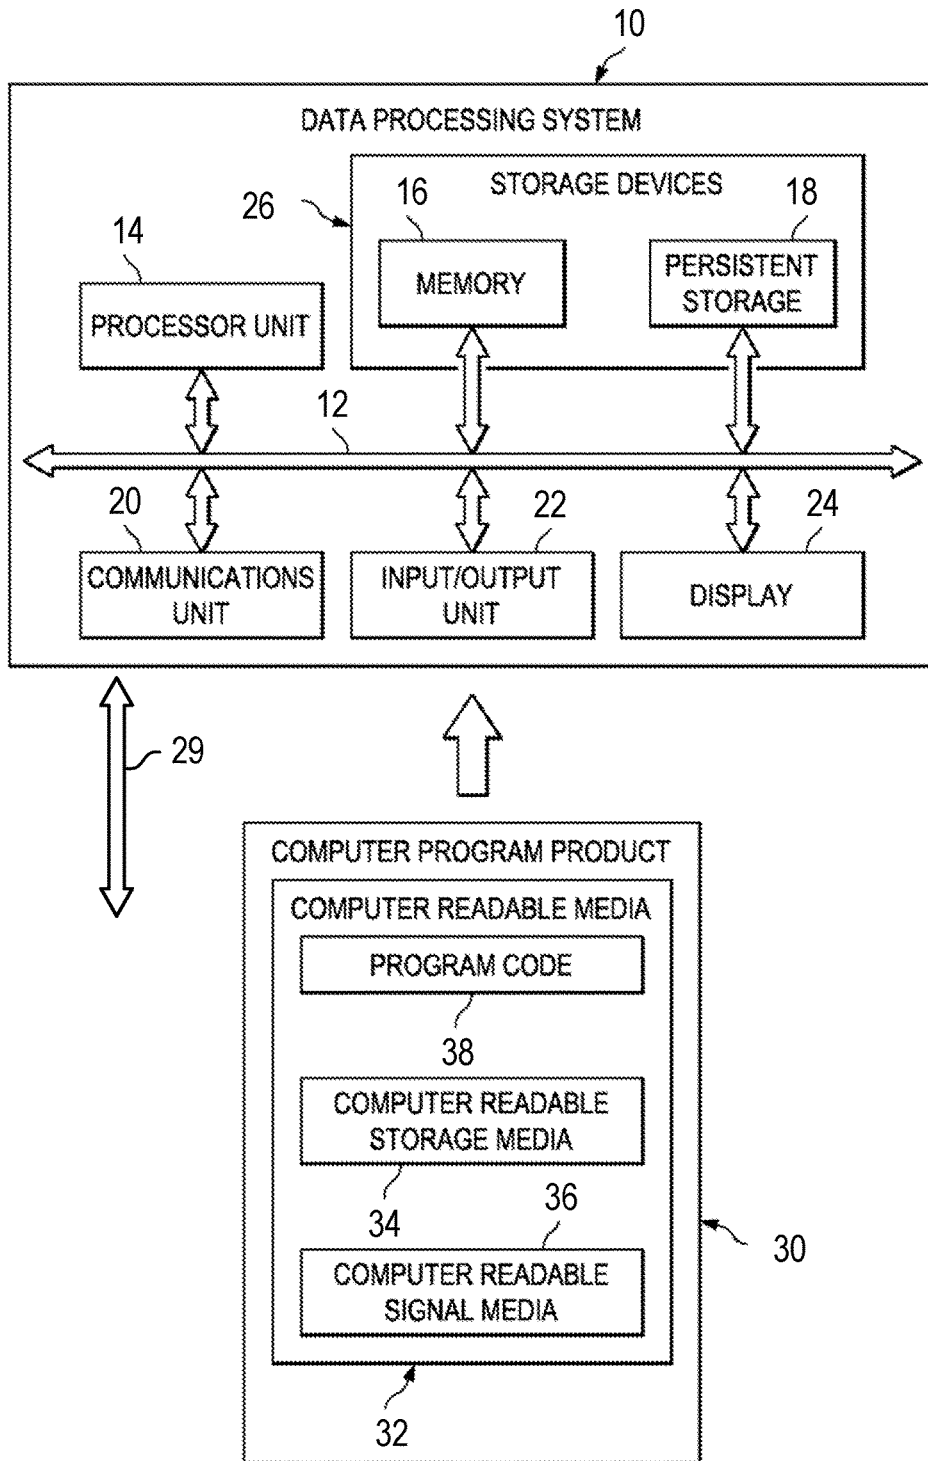 10
DATA PROCESSING SYSTEM
STORAGE DEVICES
26
16
18
14
MEMORY
PERSISTENT
STORAGE
PROCESSOR UNIT
12
20
22
24
COMMUNICATIONS
UNIT
INPUT/OUTPUT
UNIT
DISPLAY
29
COMPUTER PROGRAM PRODUCT
COMPUTER READABLE MEDIA
PROGRAM CODE
38
COMPUTER READABLE
STORAGE MEDIA
34
36
30
COMPUTER READABLE
SIGNAL MEDIA
32